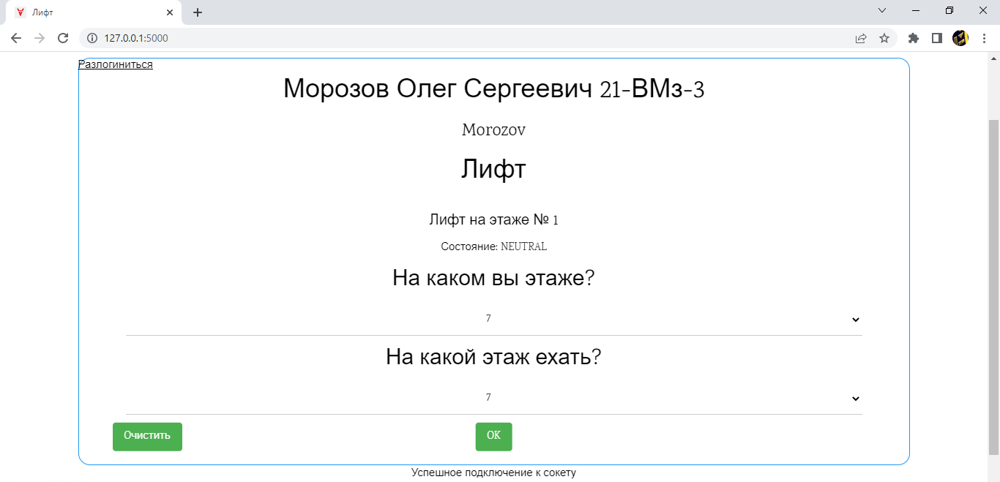 Лифт
127.0.0.1:5000
Разлогиниться
Морозов Олег Сергеевич 21-ВМз-3
Morozov
Лифт
Лифт на этаже № 1
Состояние: NEUTRAL
На каком вы этаже?
7
На какой этаж ехать?
7
Очистить
OK
Успешное подключение к сокету